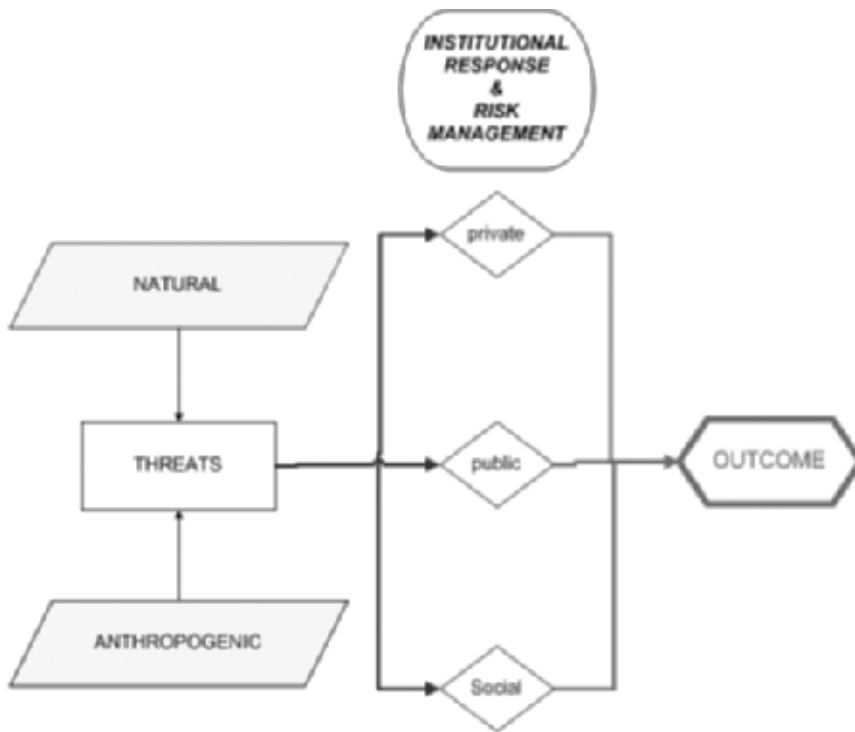 INSTITUTIONAL
RESPONSE
&
RISK
MANAGEMENT
private
NATURAL
THREATS
public
OUTCOME
ANTHROPOGENIC
Social